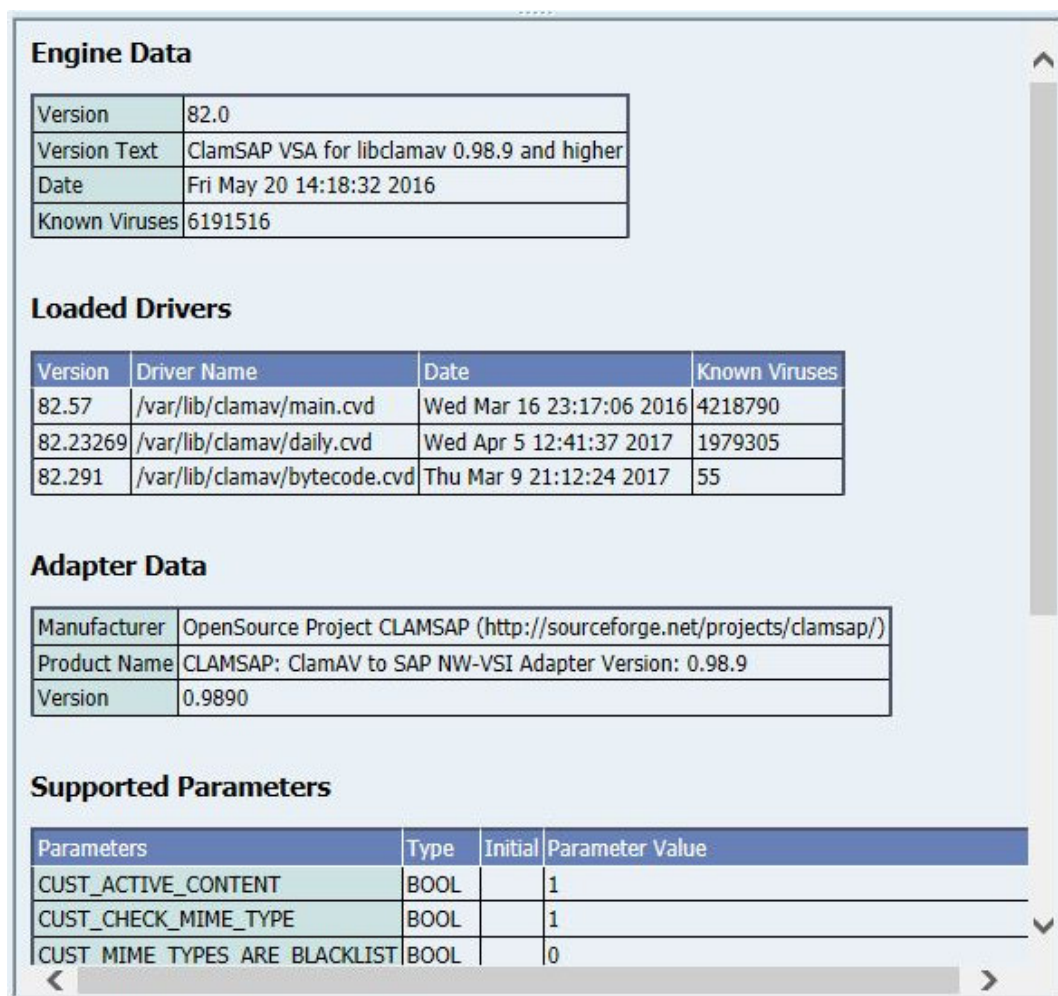 Engine Data
Version 82.0
Version Text ClamSAP VSA for libclamav 0.98.9 and higher
Date Fri May 20 14:18:32 2016
Known Viruses 6191516
Loaded Drivers
Version Driver Name Date Known Viruses
82.57 /var/lib/clamav/main.cvd Wed Mar 16 23:17:06 2016 4218790
82.23269 /var/lib/clamav/daily.cvd Wed Apr 5 12:41:37 2017 1979305
82.291 /var/lib/clamav/bytecode.cvd Thu Mar 9 21:12:24 2017 55
Adapter Data
Manufacturer OpenSource Project CLAMSAP (http://sourceforge.net/projects/clamsap/)
Product Name CLAMSAP: ClamAV to SAP NW-VSI Adapter Version: 0.98.9
Version 0.9890
Supported Parameters
Parameters Type Initial Parameter Value
CUST_ACTIVE_CONTENT BOOL 1
CUST_CHECK_MIME_TYPE BOOL 1
CUST_MIME_TYPES_ARE_BLACKLIST BOOL 0